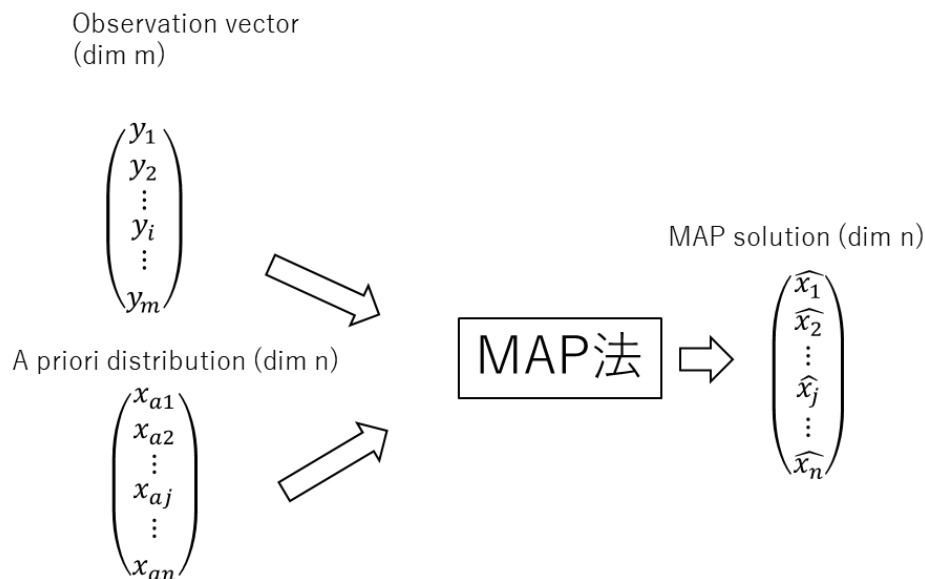 Observation vector
(dim m)
y₁
y₂
⋮
yᵢ
⋮
yₘ
A priori distribution (dim n)
xₐ₁
xₐ₂
⋮
xₐⱼ
⋮
xₐₙ
MAP法
MAP solution (dim n)
x̂₁
x̂₂
⋮
x̂ⱼ
⋮
x̂ₙ